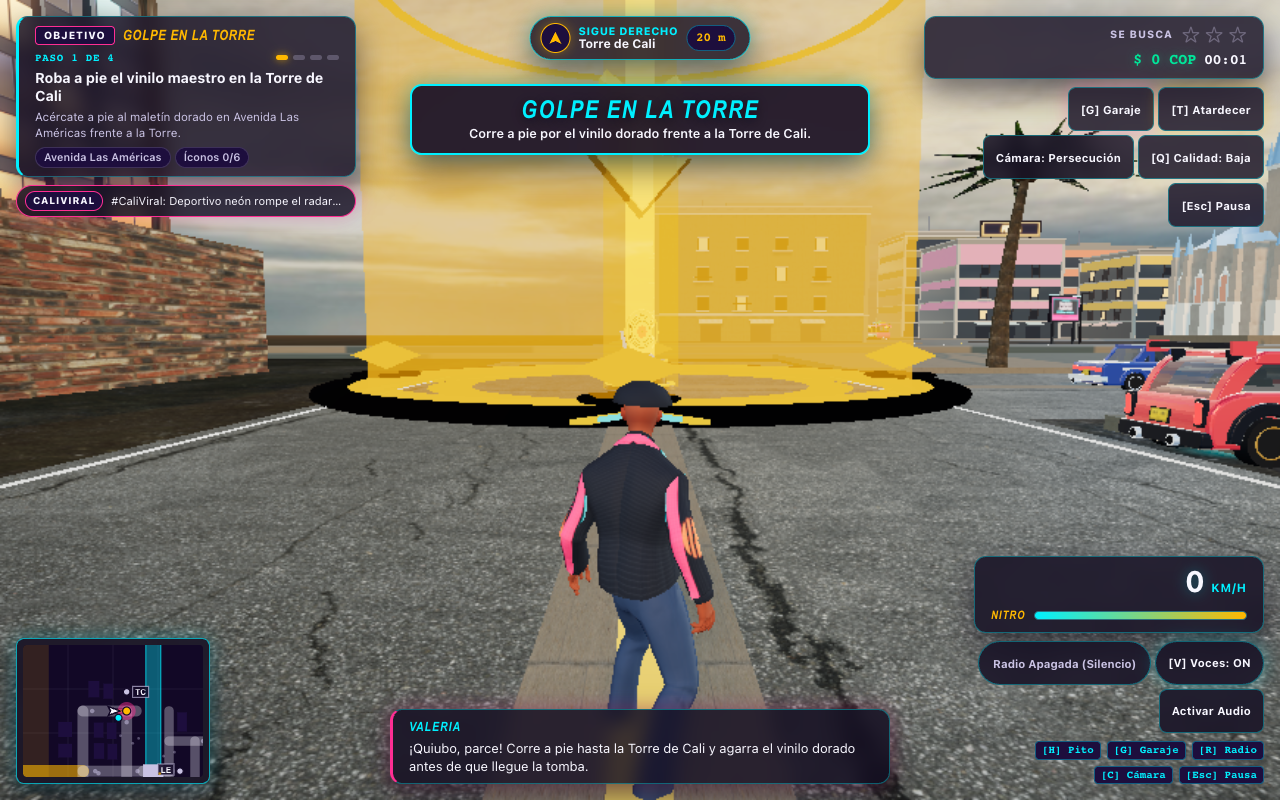 OBJETIVO GOLPE EN LA TORRE
PASO 1 DE 4
Roba a pie el vinilo maestro en la Torre de
Cali
Acércate a pie al maletín dorado en Avenida Las
Américas frente a la Torre.
Avenida Las Américas Íconos 0/6
CALIVIRAL #CaliViral: Deportivo neón rompe el radar...
SIGUE DERECHO
Torre de Cali
20 m
GOLPE EN LA TORRE
Corre a pie por el vinilo dorado frente a la Torre de Cali.
SE BUSCA
$ 0 COP 00:01
[G] Garaje [T] Atardecer
Cámara: Persecución [Q] Calidad: Baja
[Esc] Pausa
TC
LE
VALERIA
¡Quiubo, parce! Corre a pie hasta la Torre de Cali y agarra el vinilo dorado
antes de que llegue la tomba.
0 KM/H
NITRO
Radio Apagada (Silencio) [V] Voces: ON
Activar Audio
[H] Pito [G] Garaje [R] Radio
[C] Cámara [Esc] Pausa